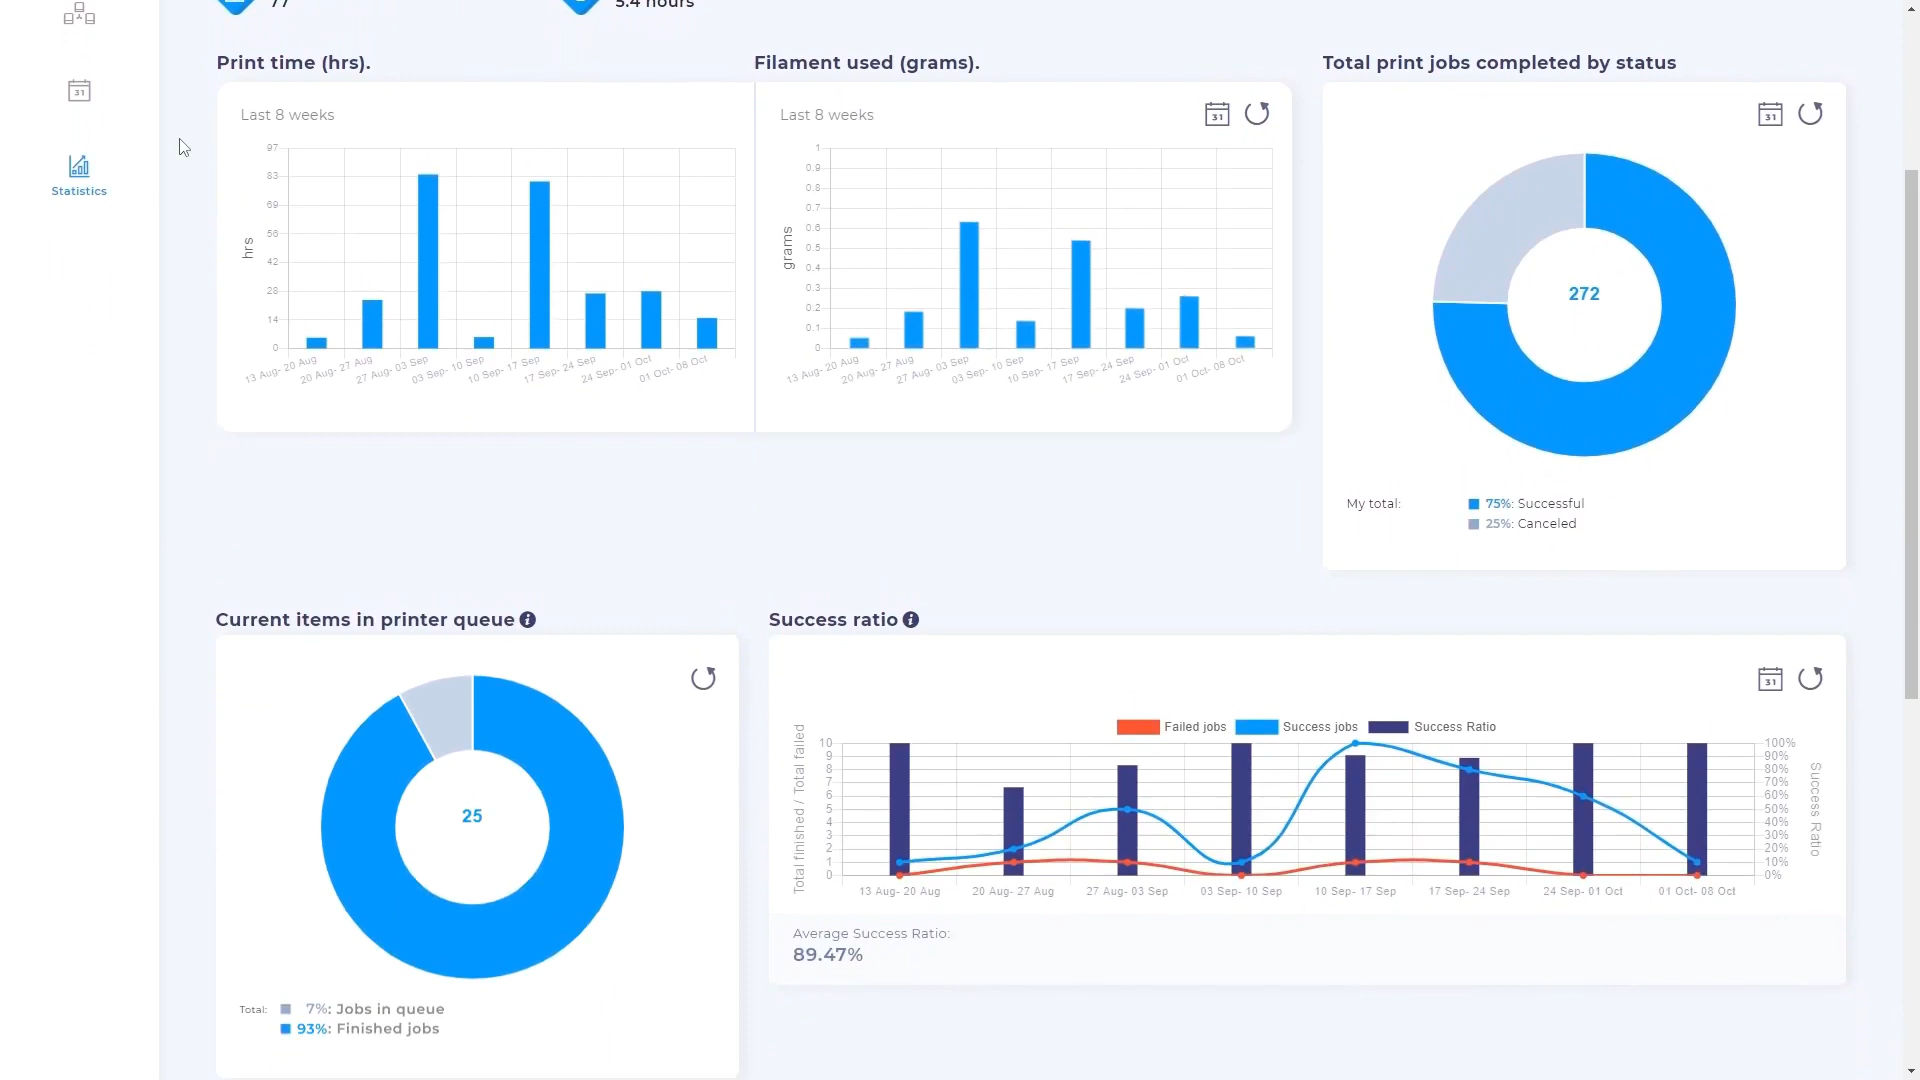 77
5.4 hours
Print time (hrs).
Filament used (grams).
Total print jobs completed by status
31
Statistics
Last 8 weeks
97
83
69
56
42
28
14
0
hrs
13 Aug- 20 Aug
20 Aug- 27 Aug
27 Aug- 03 Sep
03 Sep- 10 Sep
10 Sep- 17 Sep
17 Sep- 24 Sep
24 Sep- 01 Oct
01 Oct- 08 Oct
Last 8 weeks
31
1
0.9
0.8
0.7
0.6
0.5
0.4
0.3
0.2
0.1
0
grams
13 Aug- 20 Aug
20 Aug- 27 Aug
27 Aug- 03 Sep
03 Sep- 10 Sep
10 Sep- 17 Sep
17 Sep- 24 Sep
24 Sep- 01 Oct
01 Oct- 08 Oct
31
272
My total:
75%: Successful
25%: Canceled
Current items in printer queue i
25
Total:
7%: Jobs in queue
93%: Finished jobs
Success ratio i
31
Failed jobs
Success jobs
Success Ratio
Total finished / Total failed
10
9
8
7
6
5
4
3
2
1
0
100%
90%
80%
70%
60%
50%
40%
30%
20%
10%
0%
Success Ratio
13 Aug- 20 Aug
20 Aug- 27 Aug
27 Aug- 03 Sep
03 Sep- 10 Sep
10 Sep- 17 Sep
17 Sep- 24 Sep
24 Sep- 01 Oct
01 Oct- 08 Oct
Average Success Ratio:
89.47%